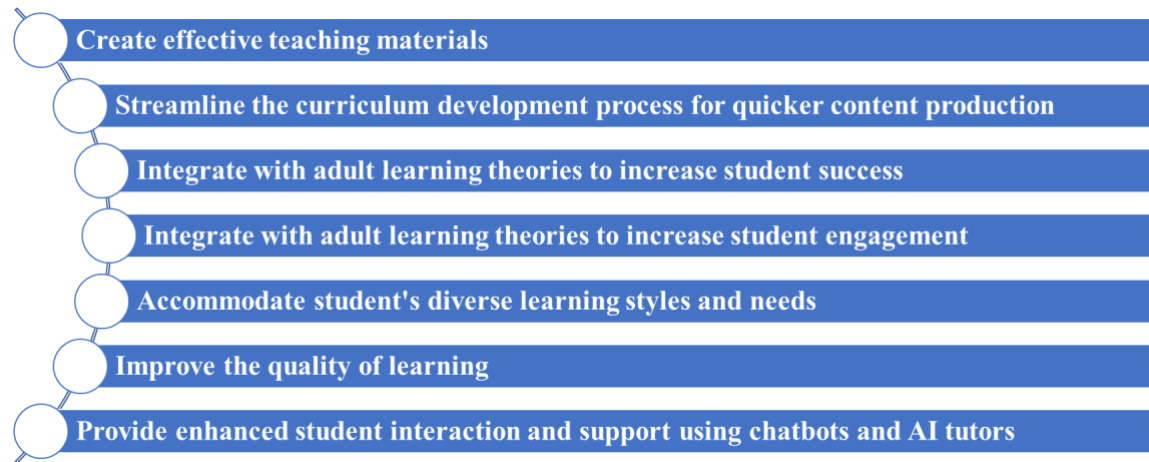 Create effective teaching materials
Streamline the curriculum development process for quicker content production
Integrate with adult learning theories to increase student success
Integrate with adult learning theories to increase student engagement
Accommodate student's diverse learning styles and needs
Improve the quality of learning
Provide enhanced student interaction and support using chatbots and AI tutors